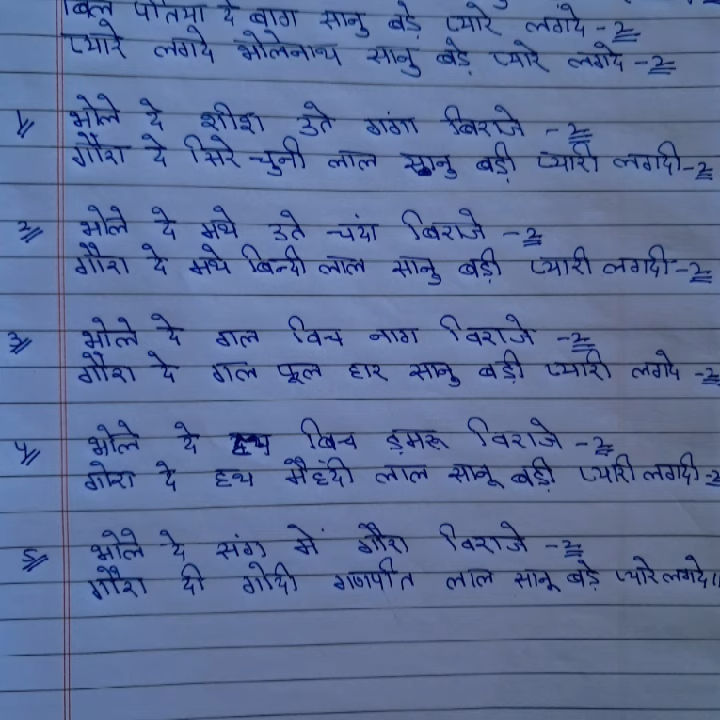 बिल पतिया दे बाग सानु बड़े प्यारे लगदे -2
प्यारे लगदे भोलेनाथ सानु बड़े प्यारे लगदे -2
1 भोले दे शीश उते गंगा बिराजे -2
गौरा दे सिरे चुनी लाल सानु बड़ी प्यारी लगदी -2
2 भोले दे मथे उते चदां बिराजे -2
गौरा दे मथे बिन्दी लाल सानु बड़ी प्यारी लगदी -2
3 भोले दे गल विच नाग विराजे -2
गौरा दे गल फूल हार सानु बड़ी प्यारी लगदे -2
4 भोले दे हथ विच डमरू विराजे -2
गोरा दे हथ मैहदी लाल सानू बड़ी प्यारी लगदी -2
5 भोले दे संग में गौरा विराजे -2
गौरा दी गोदी गणपति लाल सानू बड़े प्यारे लगदे।।